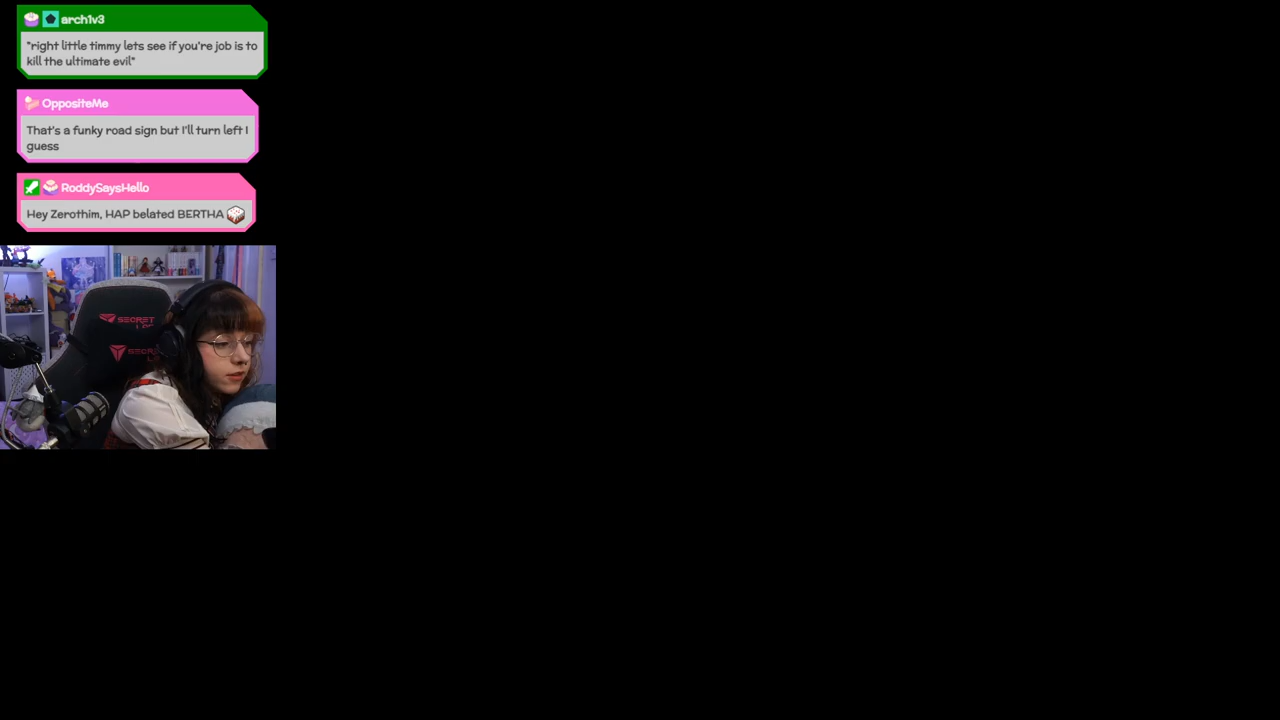 arch1v3
"right little timmy lets see if you're job is to
kill the ultimate evil"
OppositeMe
That's a funky road sign but I'll turn left I
guess
RoddySaysHello
Hey Zerothim, HAP belated BERTHA
SECRET